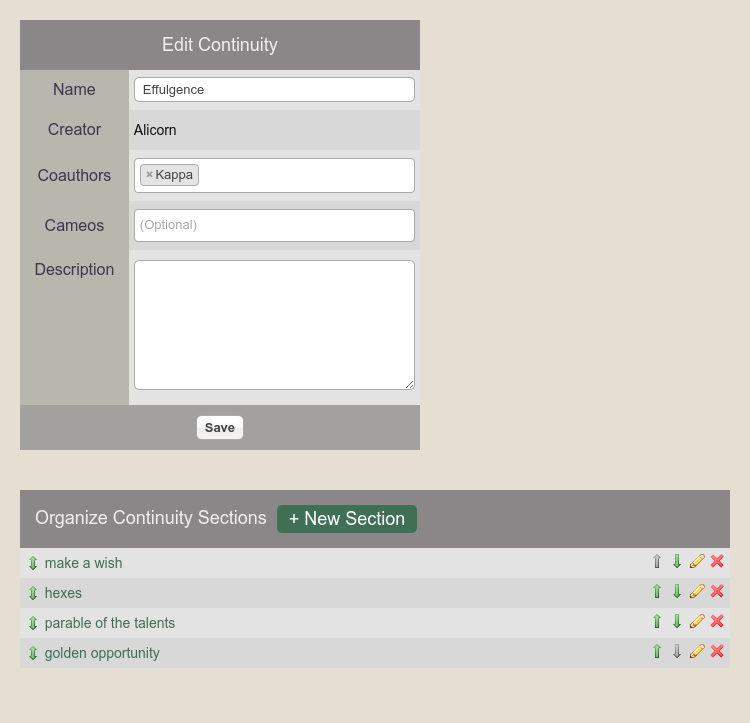 Edit Continuity
Name
Effulgence
Creator
Alicorn
Coauthors
× Kappa
Cameos
(Optional)
Description
Save
Organize Continuity Sections
+ New Section
make a wish
hexes
parable of the talents
golden opportunity